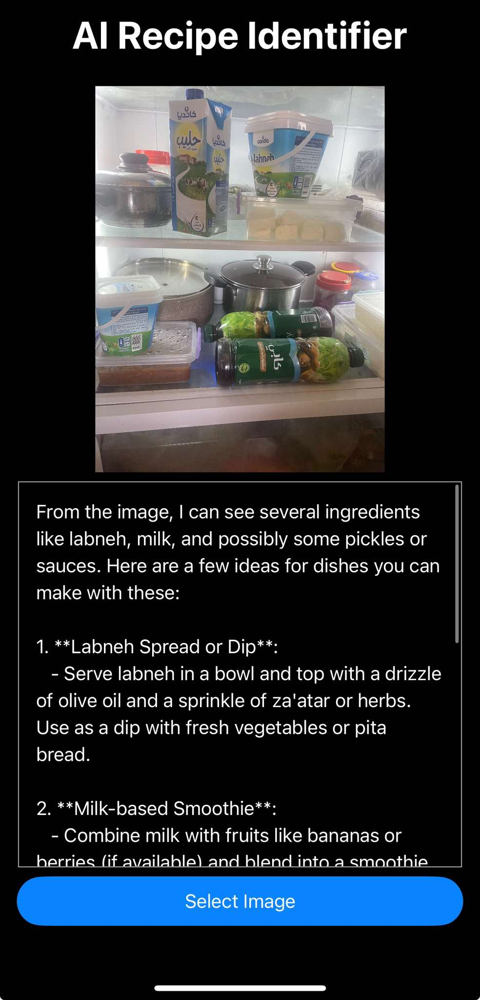 AI Recipe Identifier
كانديا
حليب
كانديا
حليب
candia
labneh
كابي
From the image, I can see several ingredients
like labneh, milk, and possibly some pickles or
sauces. Here are a few ideas for dishes you can
make with these:
1. **Labneh Spread or Dip**:
- Serve labneh in a bowl and top with a drizzle
of olive oil and a sprinkle of za'atar or herbs.
Use as a dip with fresh vegetables or pita
bread.
2. **Milk-based Smoothie**:
- Combine milk with fruits like bananas or
berries (if available) and blend into a smoothie
Select Image